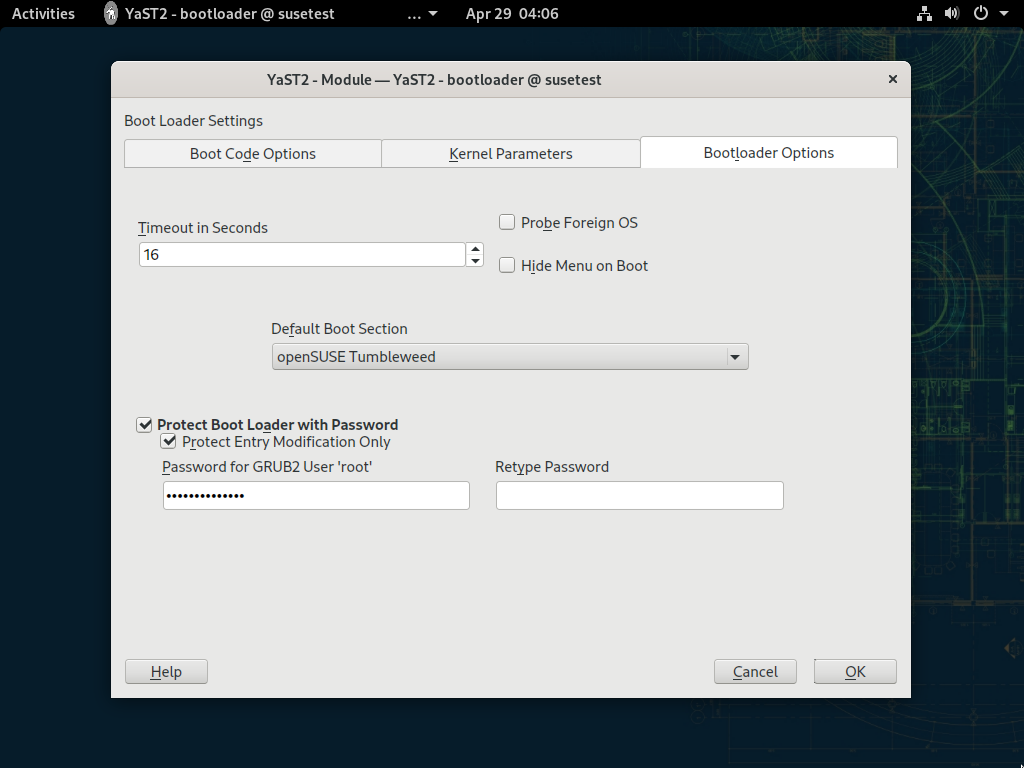 Activities YaST2 - bootloader @ susetest ... Apr 29 04:06
YaST2 - Module — YaST2 - bootloader @ susetest
Boot Loader Settings
Boot Code Options Kernel Parameters Bootloader Options
Timeout in Seconds
Probe Foreign OS
16
Hide Menu on Boot
Default Boot Section
openSUSE Tumbleweed
Protect Boot Loader with Password
Protect Entry Modification Only
Password for GRUB2 User 'root' Retype Password
••••••••••••••
Help Cancel OK